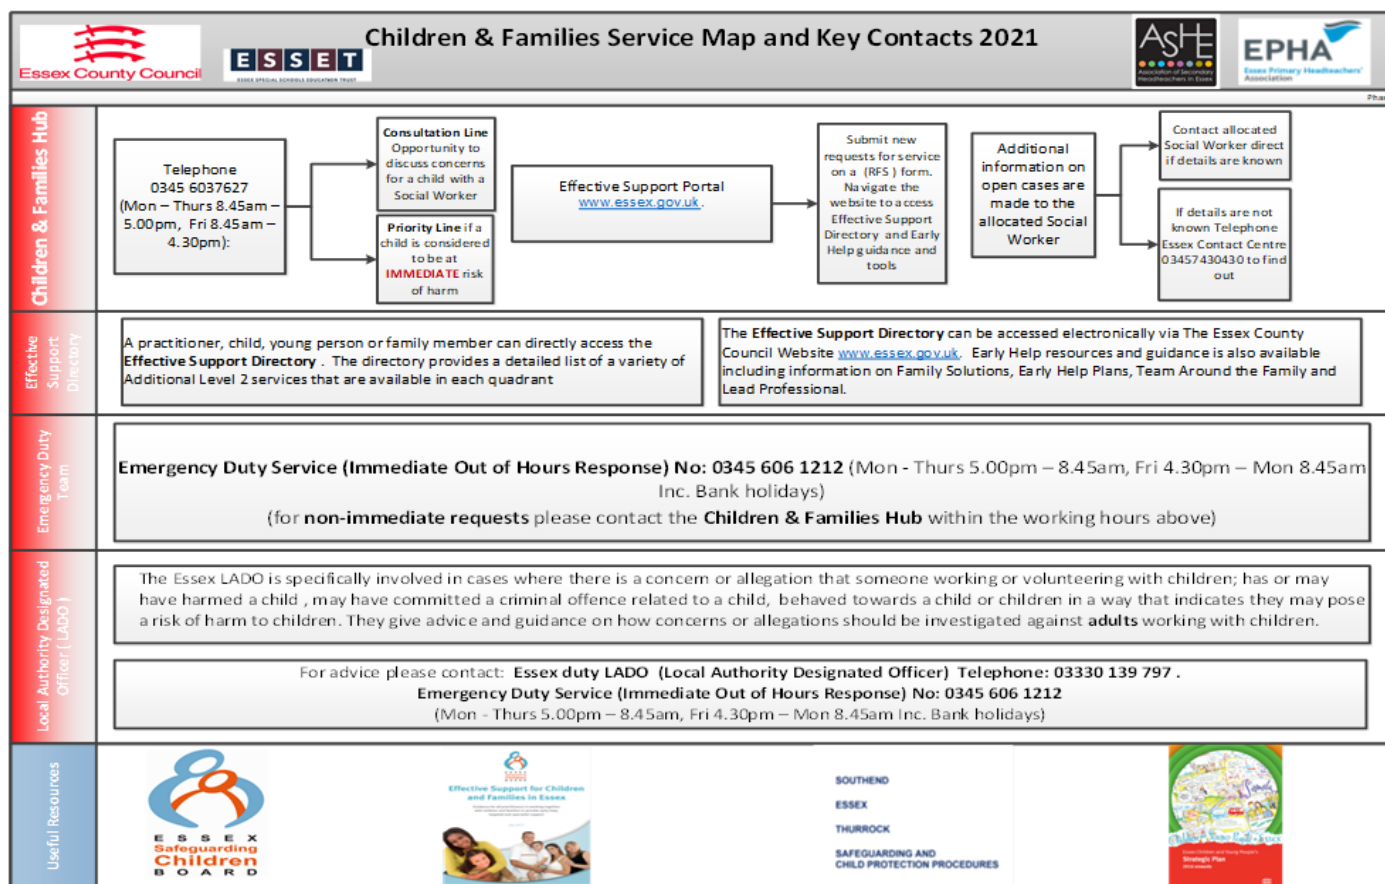 Children & Families Service Map and Key Contacts 2021
Essex County Council
ESSET
ESSEX SPECIAL SCHOOLS EDUCATION TRUST
ASHE
Association of Secondary
Headteachers in Essex
EPHA
Essex Primary Headteachers'
Association
Children & Families Hub
Telephone
0345 6037627
(Mon – Thurs 8.45am –
5.00pm, Fri 8.45am –
4.30pm):
Consultation Line
Opportunity to
discuss concerns
for a child with a
Social Worker
Priority Line if a
child is considered
to be at
IMMEDIATE risk
of harm
Effective Support Portal
www.essex.gov.uk.
Submit new
requests for service
on a (RFS ) form.
Navigate the
website to access
Effective Support
Directory and Early
Help guidance and
tools
Additional
information on
open cases are
made to the
allocated Social
Worker
Contact allocated
Social Worker direct
if details are known
If details are not
known Telephone
Essex Contact Centre
03457430430 to find
out
Effective
Support
Directory
A practitioner, child, young person or family member can directly access the
Effective Support Directory . The directory provides a detailed list of a variety of
Additional Level 2 services that are available in each quadrant
The Effective Support Directory can be accessed electronically via The Essex County
Council Website www.essex.gov.uk. Early Help resources and guidance is also available
including information on Family Solutions, Early Help Plans, Team Around the Family and
Lead Professional.
Emergency Duty
Team
Emergency Duty Service (Immediate Out of Hours Response) No: 0345 606 1212 (Mon - Thurs 5.00pm – 8.45am, Fri 4.30pm – Mon 8.45am
Inc. Bank holidays)
(for non-immediate requests please contact the Children & Families Hub within the working hours above)
Local Authority Designated
Officer ( LADO )
The Essex LADO is specifically involved in cases where there is a concern or allegation that someone working or volunteering with children; has or may
have harmed a child , may have committed a criminal offence related to a child, behaved towards a child or children in a way that indicates they may pose
a risk of harm to children. They give advice and guidance on how concerns or allegations should be investigated against adults working with children.
For advice please contact: Essex duty LADO (Local Authority Designated Officer) Telephone: 03330 139 797 .
Emergency Duty Service (Immediate Out of Hours Response) No: 0345 606 1212
(Mon - Thurs 5.00pm – 8.45am, Fri 4.30pm – Mon 8.45am Inc. Bank holidays)
Useful Resources
ESSEX
Safeguarding
Children
BOARD
Effective Support for Children
and Families in Essex
SOUTHEND
ESSEX
THURROCK
SAFEGUARDING AND
CHILD PROTECTION PROCEDURES
Strategic Plan